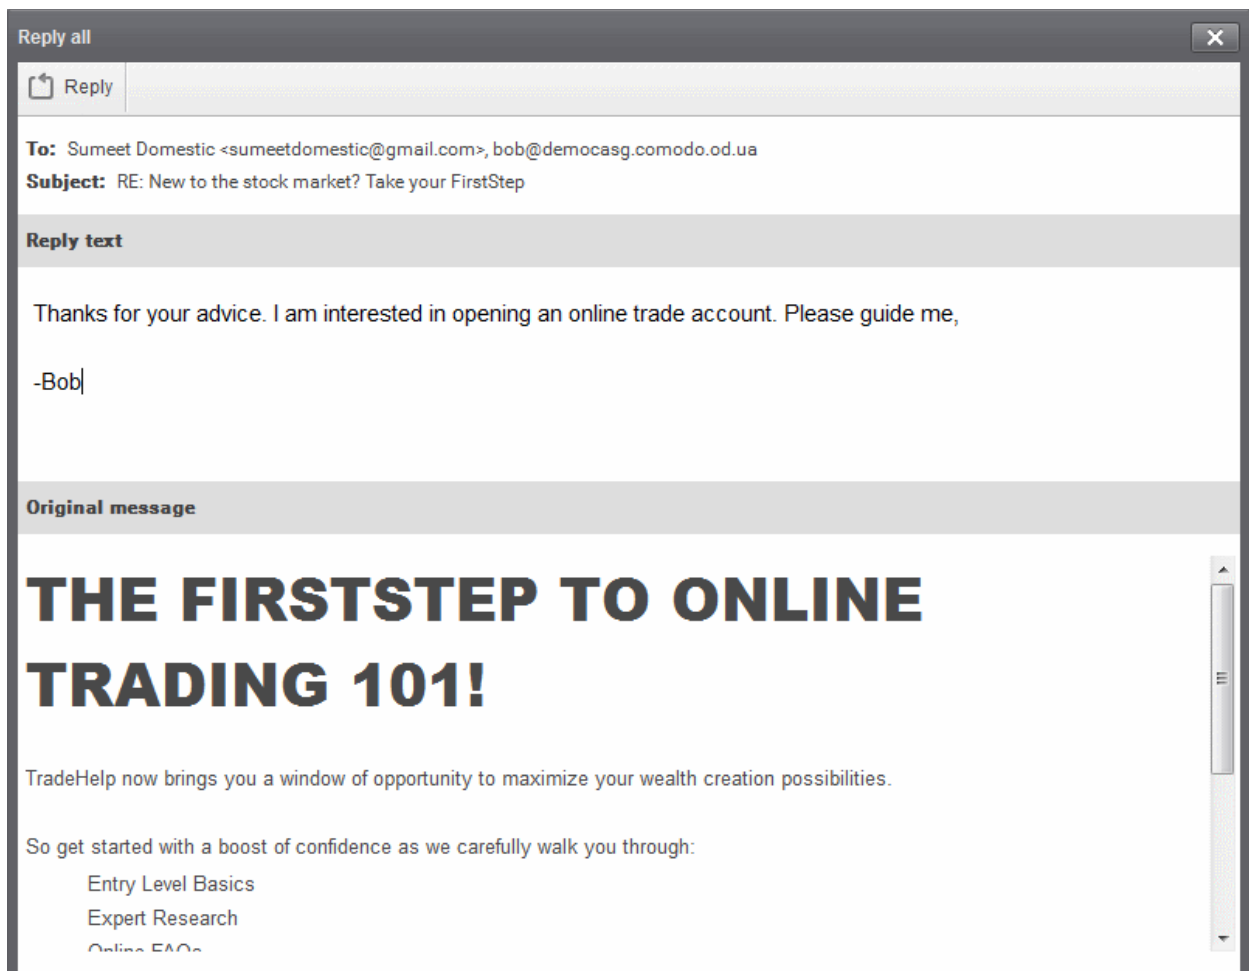 Reply all
Reply
To: Sumeet Domestic <sumeetdomestic@gmail.com>, bob@democasg.comodo.od.ua
Subject: RE: New to the stock market? Take your FirstStep
Reply text
Thanks for your advice. I am interested in opening an online trade account. Please guide me,
-Bob
Original message
THE FIRSTSTEP TO ONLINE
TRADING 101!
TradeHelp now brings you a window of opportunity to maximize your wealth creation possibilities.
So get started with a boost of confidence as we carefully walk you through:
Entry Level Basics
Expert Research
Online FAQs